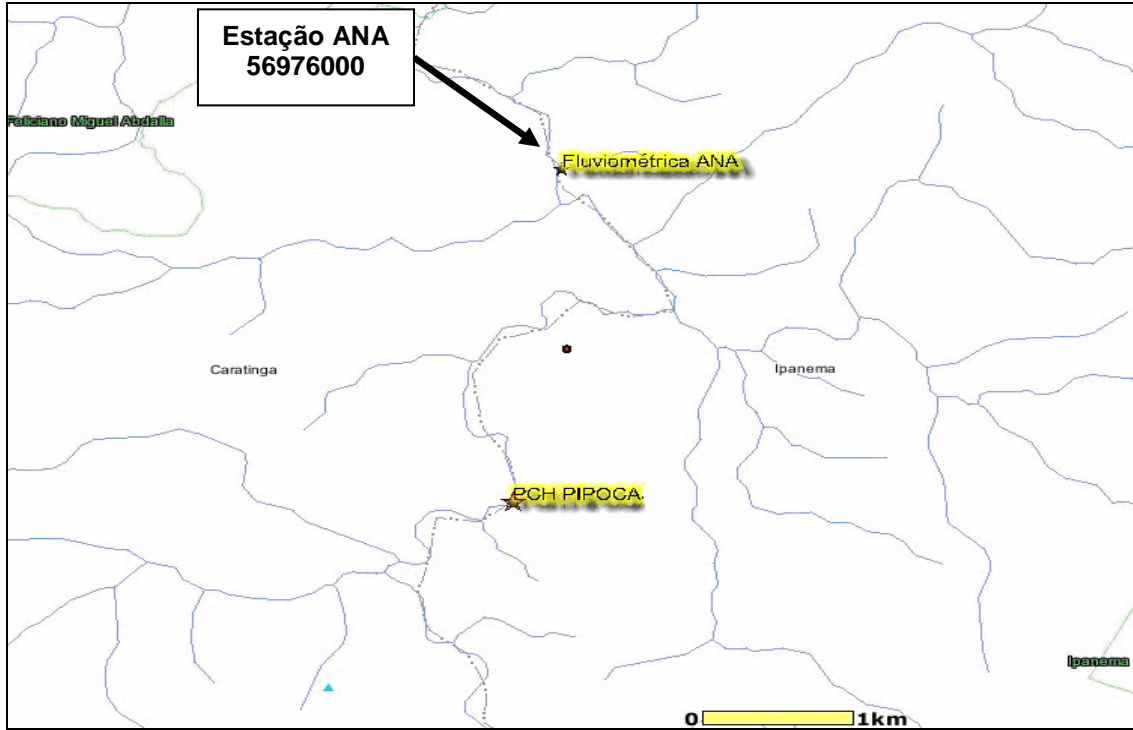 Estação ANA
56976000
Feliciano Miguel Abdalla
Fluviométrica ANA
Caratinga
Ipanema
PCH PIPOCA
Ipanema
0 1km